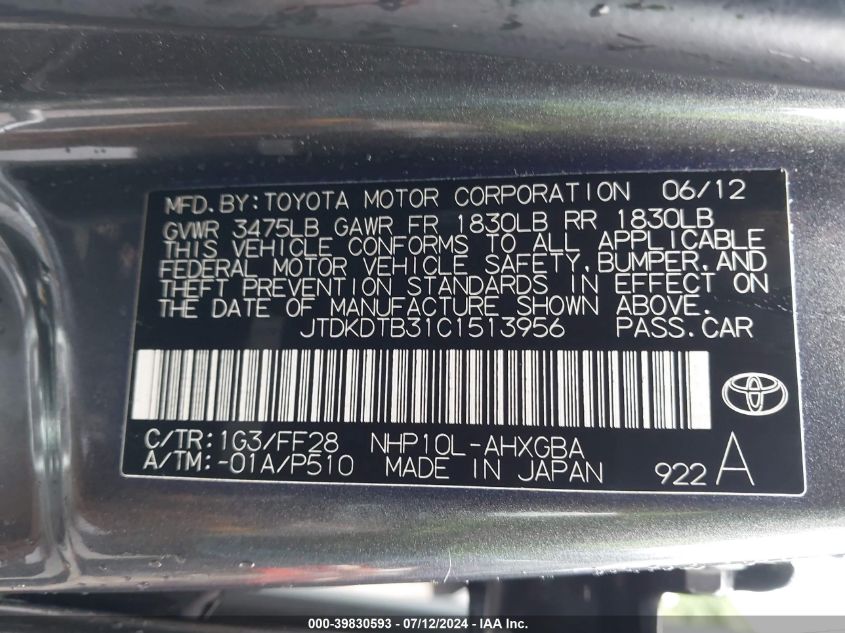 MFD. BY: TOYOTA MOTOR CORPORATION 06/12
GVWR 3475LB GAWR FR 1830LB RR 1830LB
THIS VEHICLE CONFORMS TO ALL APPLICABLE
FEDERAL MOTOR VEHICLE SAFETY, BUMPER, AND
THEFT PREVENTION STANDARDS IN EFFECT ON
THE DATE OF MANUFACTURE SHOWN ABOVE.
JTDKDTB31C1513956 PASS. CAR
C/TR: 1G3/FF28 NHP10L-AHXGBA
A/TM: -01A/P510 MADE IN JAPAN 922 A
000-39830593 - 07/12/2024 - IAA Inc.